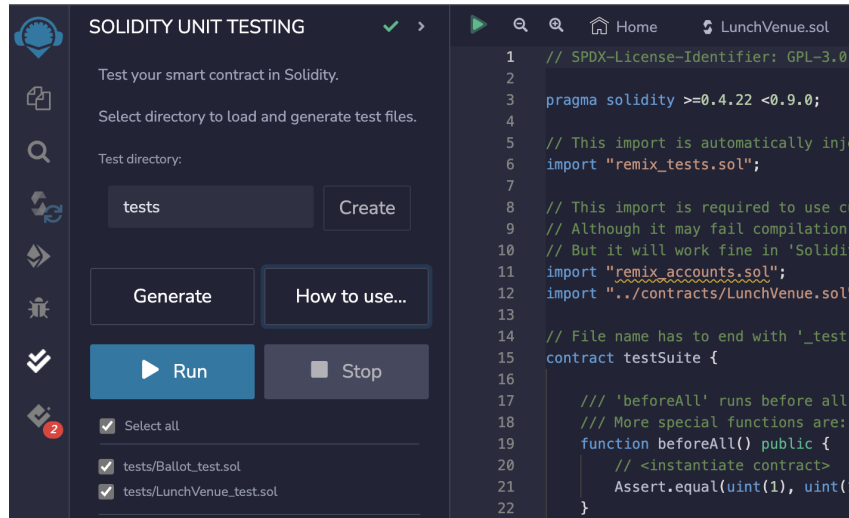 SOLIDITY UNIT TESTING
Test your smart contract in Solidity.
Select directory to load and generate test files.
Test directory:
tests
Create
Generate
How to use...
Run
Stop
Select all
tests/Ballot_test.sol
tests/LunchVenue_test.sol
2
Home
LunchVenue.sol
1 // SPDX-License-Identifier: GPL-3.0
2
3 pragma solidity >=0.4.22 <0.9.0;
4
5 // This import is automatically inj
6 import "remix_tests.sol";
7
8 // This import is required to use c
9 // Although it may fail compilation
10 // But it will work fine in 'Solidi
11 import "remix_accounts.sol";
12 import "../contracts/LunchVenue.sol"
13
14 // File name has to end with '_test
15 contract testSuite {
16
17 /// 'beforeAll' runs before all
18 /// More special functions are:
19 function beforeAll() public {
20 // <instantiate contract>
21 Assert.equal(uint(1), uint(
22 }